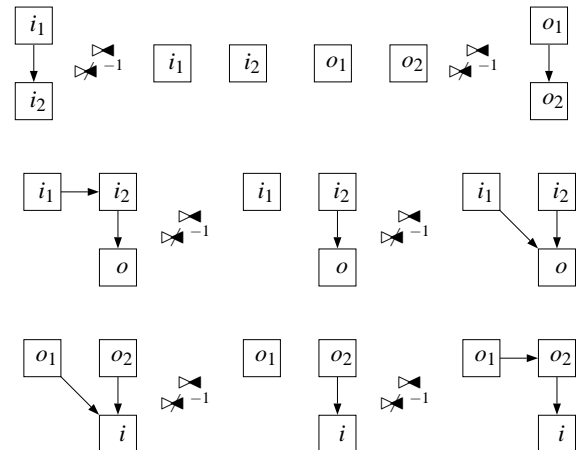 i₁ o₁
−1 i₁ i₂ o₁ o₂ −1
i₂ o₂
i₁ i₂ i₁ i₂ i₁ i₂
−1 −1
o o o
o₁ o₂ o₁ o₂ o₁ o₂
−1 −1
i i i